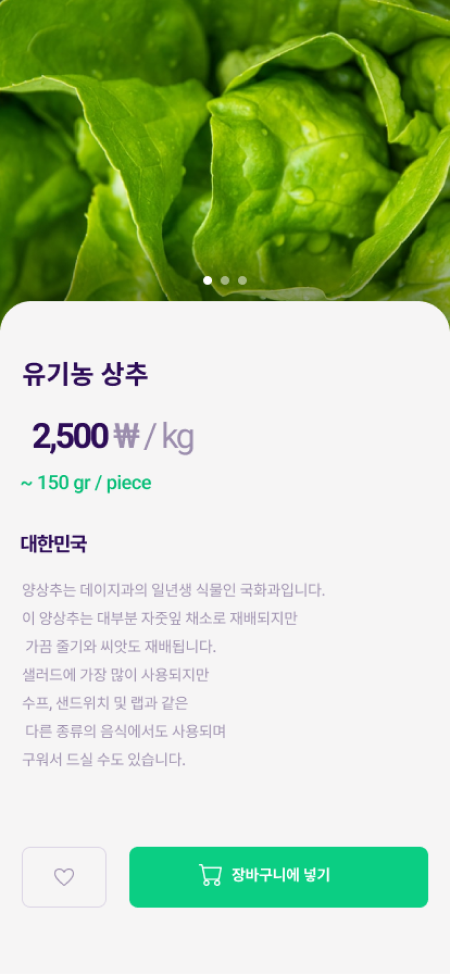 유기농 상추
2,500 ₩ / kg
~ 150 gr / piece
대한민국
양상추는 데이지과의 일년생 식물인 국화과입니다.
이 양상추는 대부분 자줏잎 채소로 재배되지만
가끔 줄기와 씨앗도 재배됩니다.
샐러드에 가장 많이 사용되지만
수프, 샌드위치 및 랩과 같은
다른 종류의 음식에서도 사용되며
구워서 드실 수도 있습니다.
장바구니에 넣기